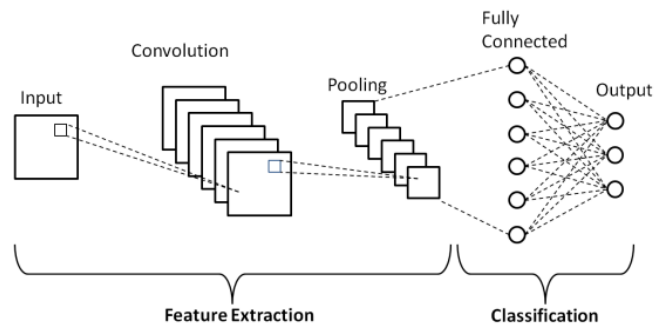 Input
Convolution
Pooling
Fully
Connected
Output
Feature Extraction
Classification